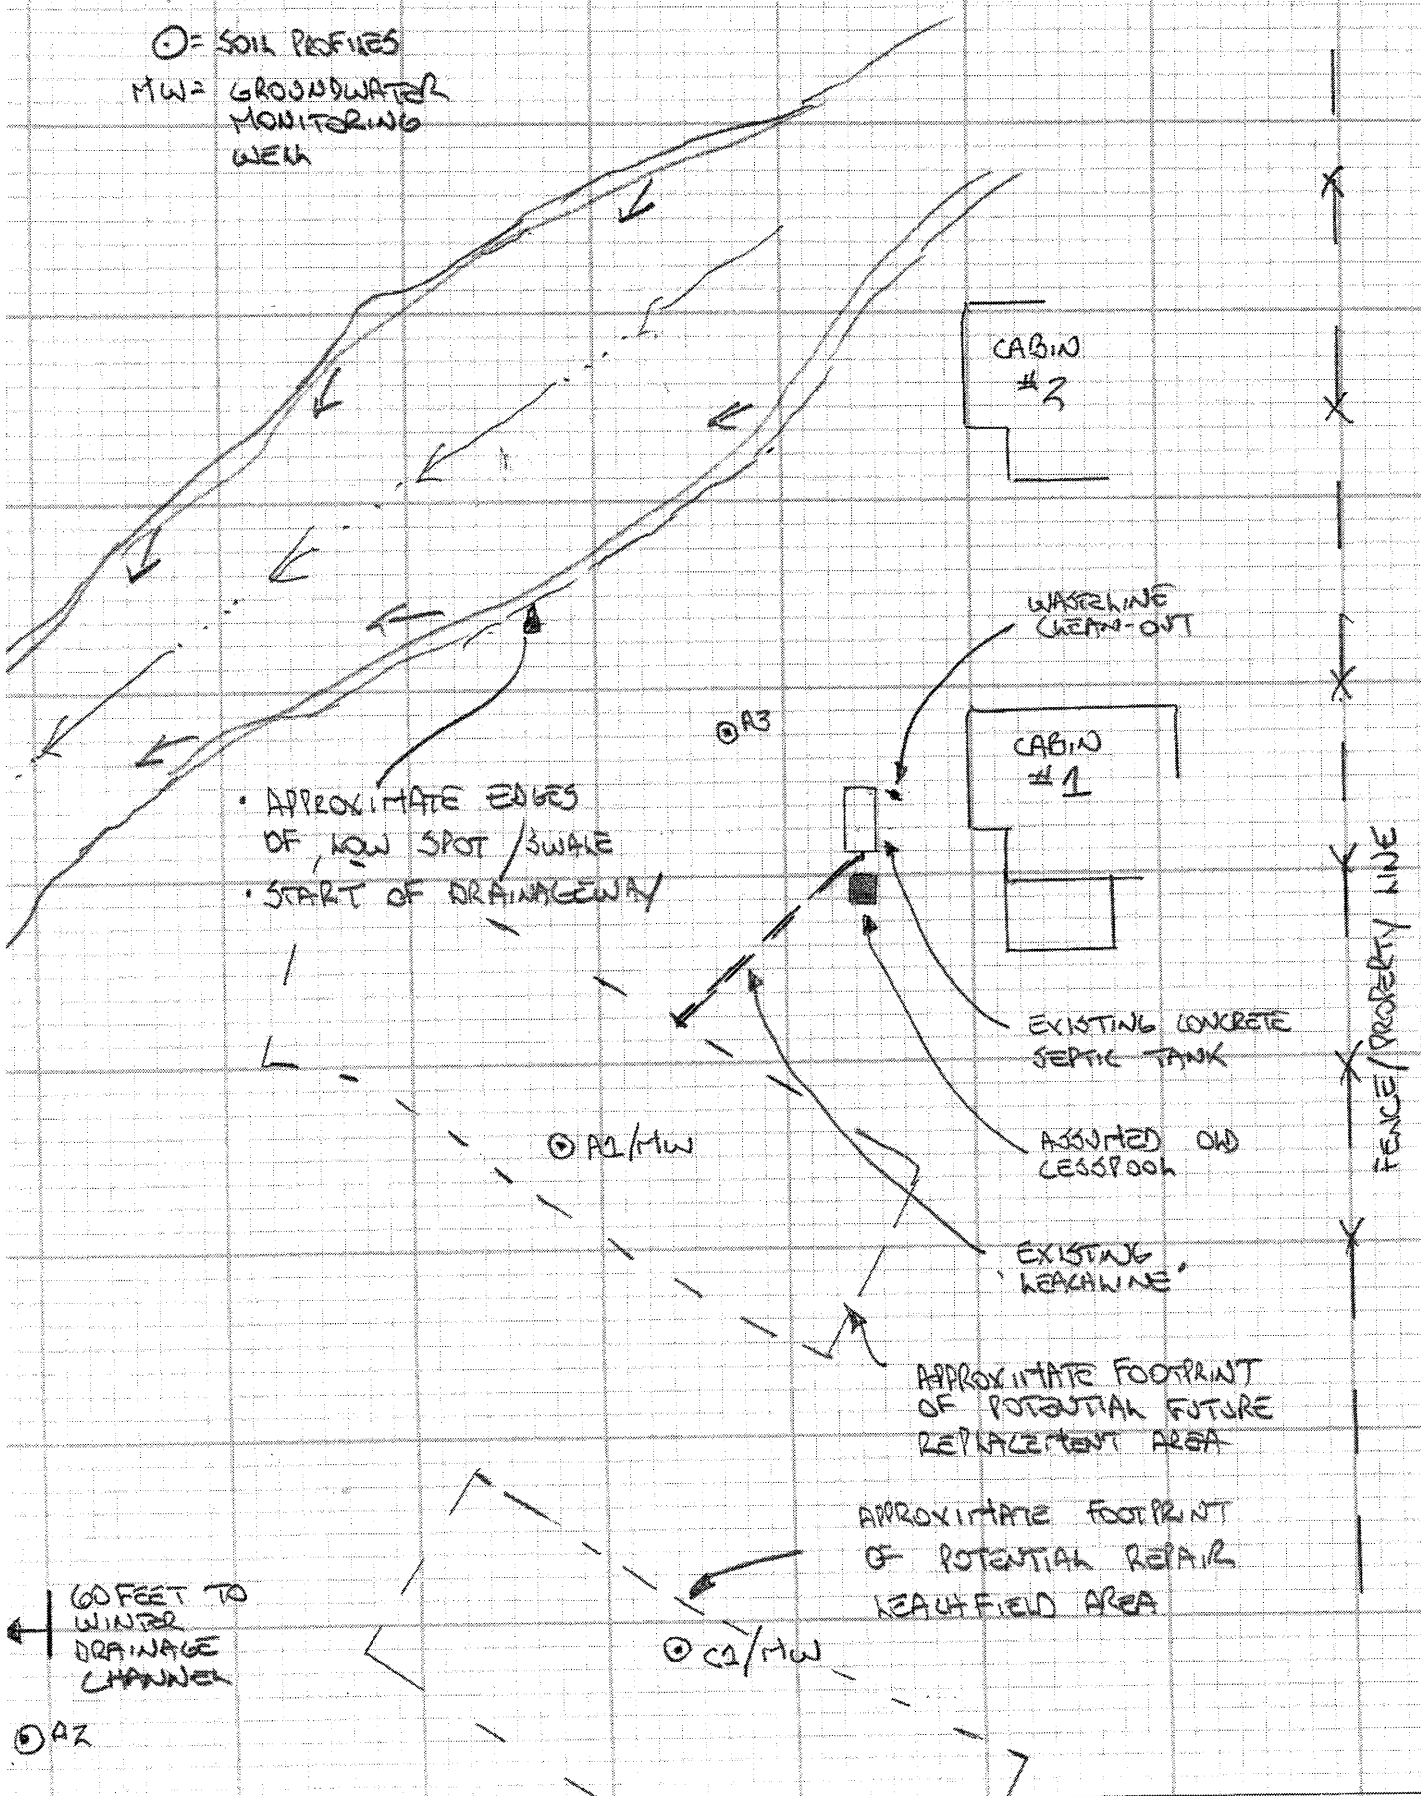 ⊙= SOIL PROFILES
MW= GROUNDWATER
MONITORING
WELL
CABIN
#2
WASTELINE
CLEAN-OUT
A3
CABIN
#1
• APPROXIMATE EDGES
OF LOW SPOT / SWALE
• START OF DRAINAGEWAY
FENCE/PROPERTY LINE
EXISTING CONCRETE
SEPTIC TANK
A1/MW
ASSUMED OLD
CESSPOOL
EXISTING
'LEACHLINE'
APPROXIMATE FOOTPRINT
OF POTENTIAL FUTURE
REPLACEMENT AREA
APPROXIMATE FOOTPRINT
OF POTENTIAL REPAIR
LEACHFIELD AREA
60 FEET TO
WINTER
DRAINAGE
CHANNEL
C1/MW
A2